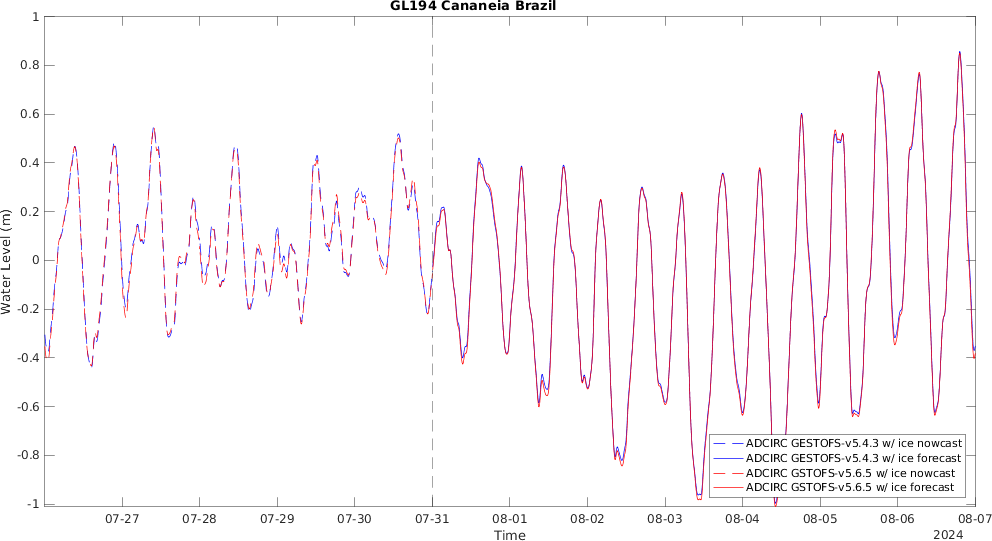 GL194 Cananeia Brazil
1
0.8
0.6
0.4
0.2
0
-0.2
-0.4
-0.6
-0.8
-1
Water Level (m)
ADCIRC GESTOFS-v5.4.3 w/ ice nowcast
ADCIRC GESTOFS-v5.4.3 w/ ice forecast
ADCIRC GSTOFS-v5.6.5 w/ ice nowcast
ADCIRC GSTOFS-v5.6.5 w/ ice forecast
07-27 07-28 07-29 07-30 07-31 08-01 08-02 08-03 08-04 08-05 08-06 08-07
Time
2024